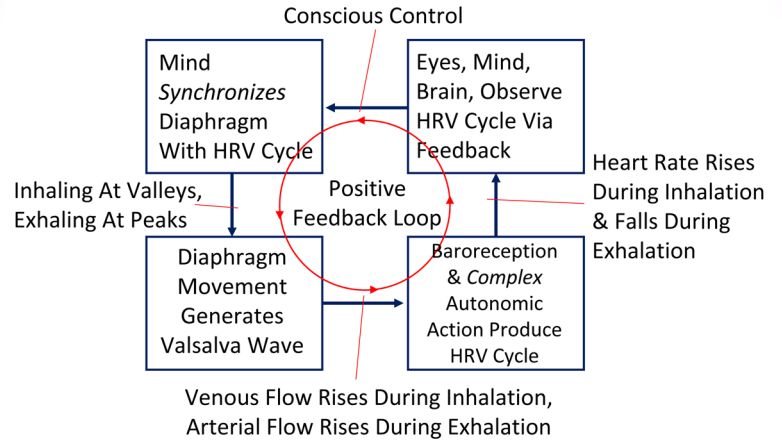 Conscious Control
Mind
Synchronizes
Diaphragm
With HRV Cycle
Eyes, Mind,
Brain, Observe
HRV Cycle Via
Feedback
Inhaling At Valleys,
Exhaling At Peaks
Positive
Feedback Loop
Heart Rate Rises
During Inhalation
& Falls During
Exhalation
Diaphragm
Movement
Generates
Valsalva Wave
Baroreception
& Complex
Autonomic
Action Produce
HRV Cycle
Venous Flow Rises During Inhalation,
Arterial Flow Rises During Exhalation